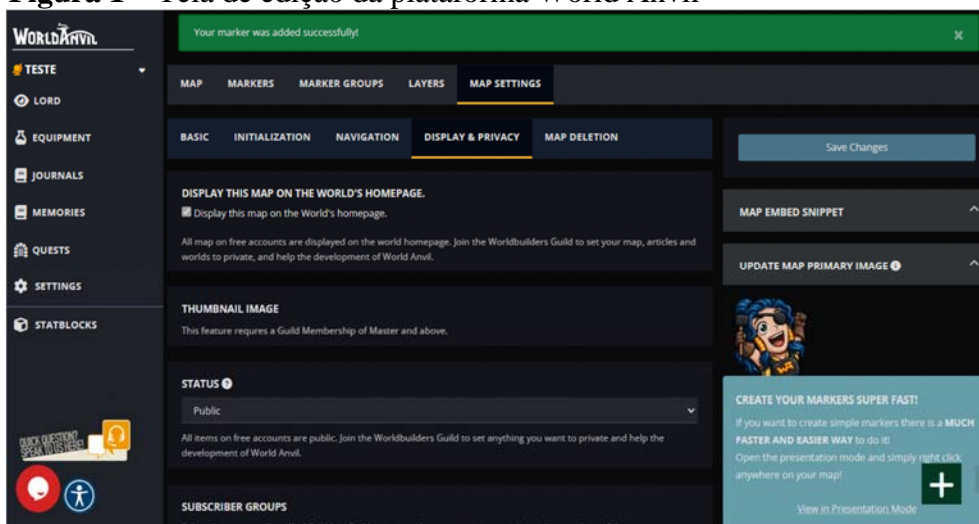 Figura 1 – Tela de edição da plataforma World Anvil
WORLDANVIL
Your marker was added successfully!
×
TESTE
LORD
EQUIPMENT
JOURNALS
MEMORIES
QUESTS
SETTINGS
STATBLOCKS
QUICK QUESTION?
SPEAK TO US HERE!
MAP MARKERS MARKER GROUPS LAYERS MAP SETTINGS
BASIC INITIALIZATION NAVIGATION DISPLAY & PRIVACY MAP DELETION
DISPLAY THIS MAP ON THE WORLD'S HOMEPAGE.
Display this map on the World's homepage.
All map on free accounts are displayed on the world homepage. Join the Worldbuilders Guild to set your map, articles and
worlds to private, and help the development of World Anvil.
THUMBNAIL IMAGE
This feature requres a Guild Membership of Master and above.
STATUS
Public
All items on free accounts are public. Join the Worldbuilders Guild to set anything you want to private and help the
development of World Anvil.
SUBSCRIBER GROUPS
Save Changes
MAP EMBED SNIPPET
UPDATE MAP PRIMARY IMAGE
CREATE YOUR MARKERS SUPER FAST!
If you want to create simple markers there is a MUCH
FASTER AND EASIER WAY to do it!
Open the presentation mode and simply right click
anywhere on your map!
View in Presentation Mode